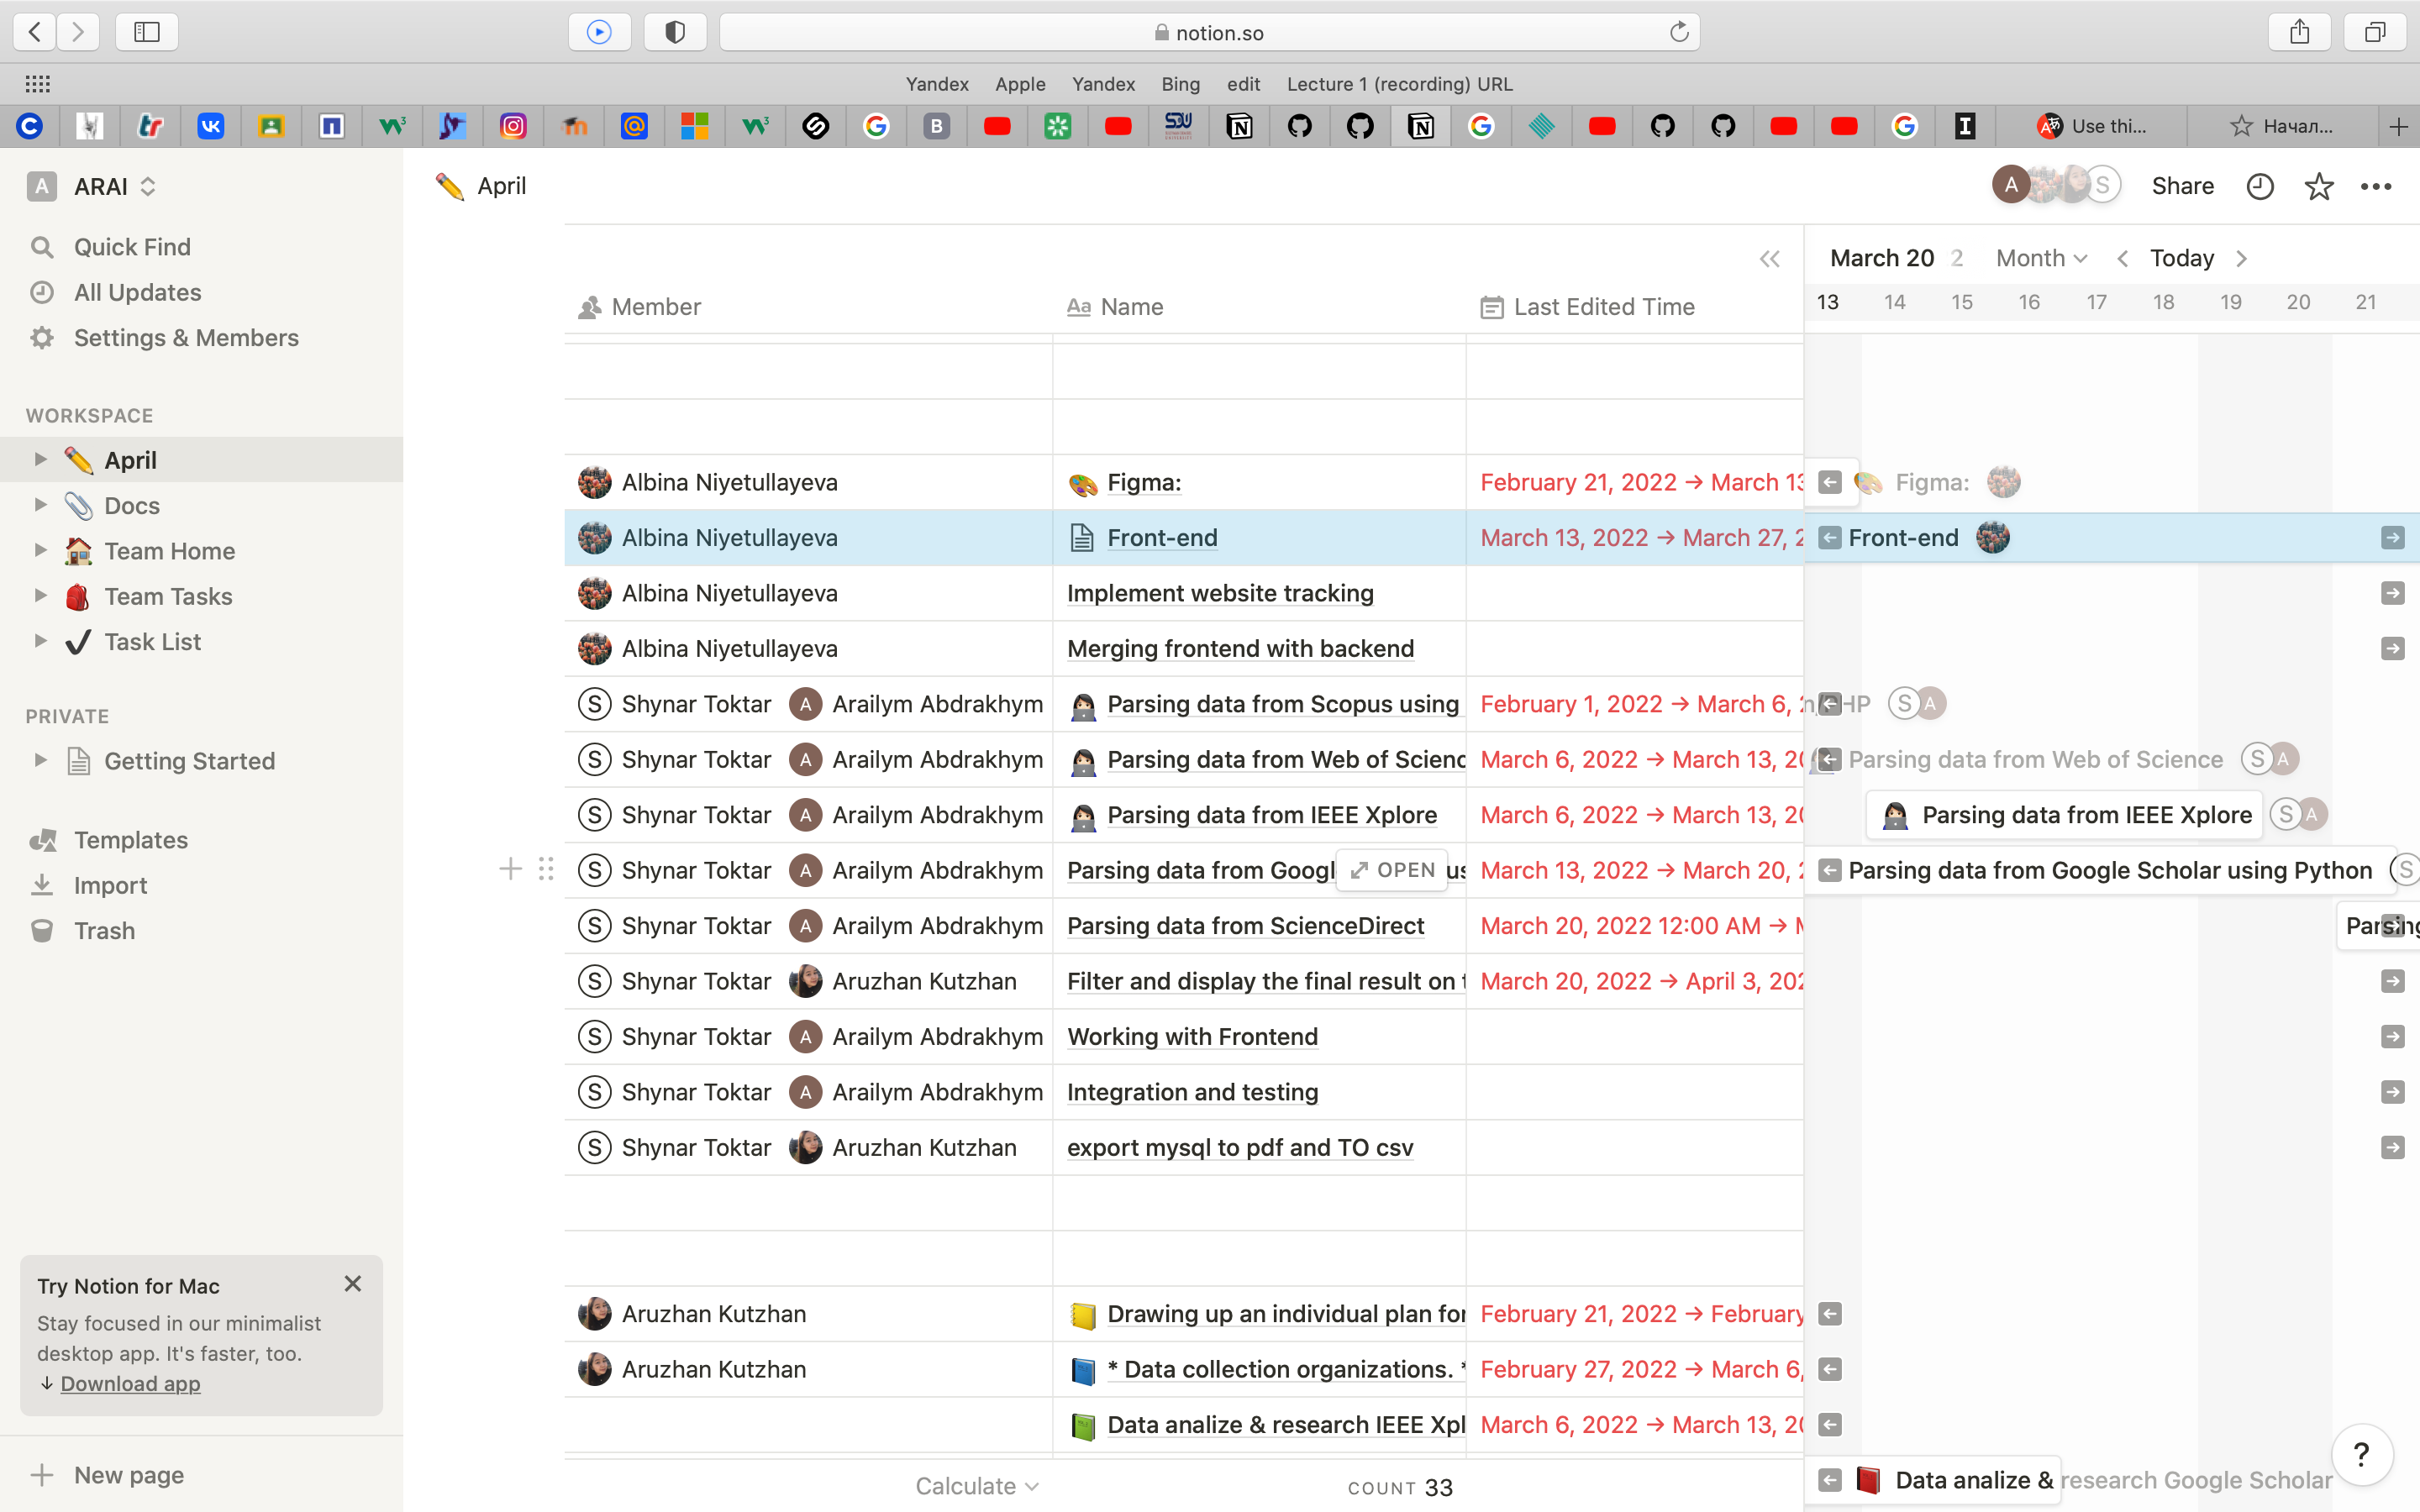 notion.so
Yandex Apple Yandex Bing edit Lecture 1 (recording) URL
Use thi... Начал...
A ARAI
April
A S Share
Quick Find
All Updates
Settings & Members
WORKSPACE
April
Docs
Team Home
Team Tasks
Task List
PRIVATE
Getting Started
Templates
Import
Trash
Try Notion for Mac
Stay focused in our minimalist
desktop app. It's faster, too.
Download app
New page
March 20 2 Month Today
Member Aa Name Last Edited Time
13 14 15 16 17 18 19 20 21
Albina Niyetullayeva Figma: February 21, 2022 → March 13 Figma:
Albina Niyetullayeva Front-end March 13, 2022 → March 27, 2 Front-end
Albina Niyetullayeva Implement website tracking
Albina Niyetullayeva Merging frontend with backend
S Shynar Toktar A Arailym Abdrakhym Parsing data from Scopus using February 1, 2022 → March 6, HP S A
S Shynar Toktar A Arailym Abdrakhym Parsing data from Web of Scienc March 6, 2022 → March 13, 20 Parsing data from Web of Science S A
S Shynar Toktar A Arailym Abdrakhym Parsing data from IEEE Xplore March 6, 2022 → March 13, 20 Parsing data from IEEE Xplore S A
S Shynar Toktar A Arailym Abdrakhym Parsing data from Googl OPEN us March 13, 2022 → March 20, 2 Parsing data from Google Scholar using Python S
S Shynar Toktar A Arailym Abdrakhym Parsing data from ScienceDirect March 20, 2022 12:00 AM → M Parsing
S Shynar Toktar Aruzhan Kutzhan Filter and display the final result on t March 20, 2022 → April 3, 202
S Shynar Toktar A Arailym Abdrakhym Working with Frontend
S Shynar Toktar A Arailym Abdrakhym Integration and testing
S Shynar Toktar Aruzhan Kutzhan export mysql to pdf and TO csv
Aruzhan Kutzhan Drawing up an individual plan for February 21, 2022 → February
Aruzhan Kutzhan * Data collection organizations. * February 27, 2022 → March 6,
Data analize & research IEEE Xpl March 6, 2022 → March 13, 20
Calculate COUNT 33 Data analize & research Google Scholar
?